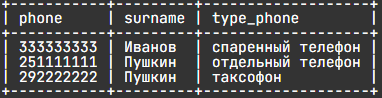 | phone     | surname | type_phone        |
| 333333333 | Иванов  | спаренный телефон |
| 251111111 | Пушкин  | отдельный телефон |
| 292222222 | Пушкин  | таксофон          |